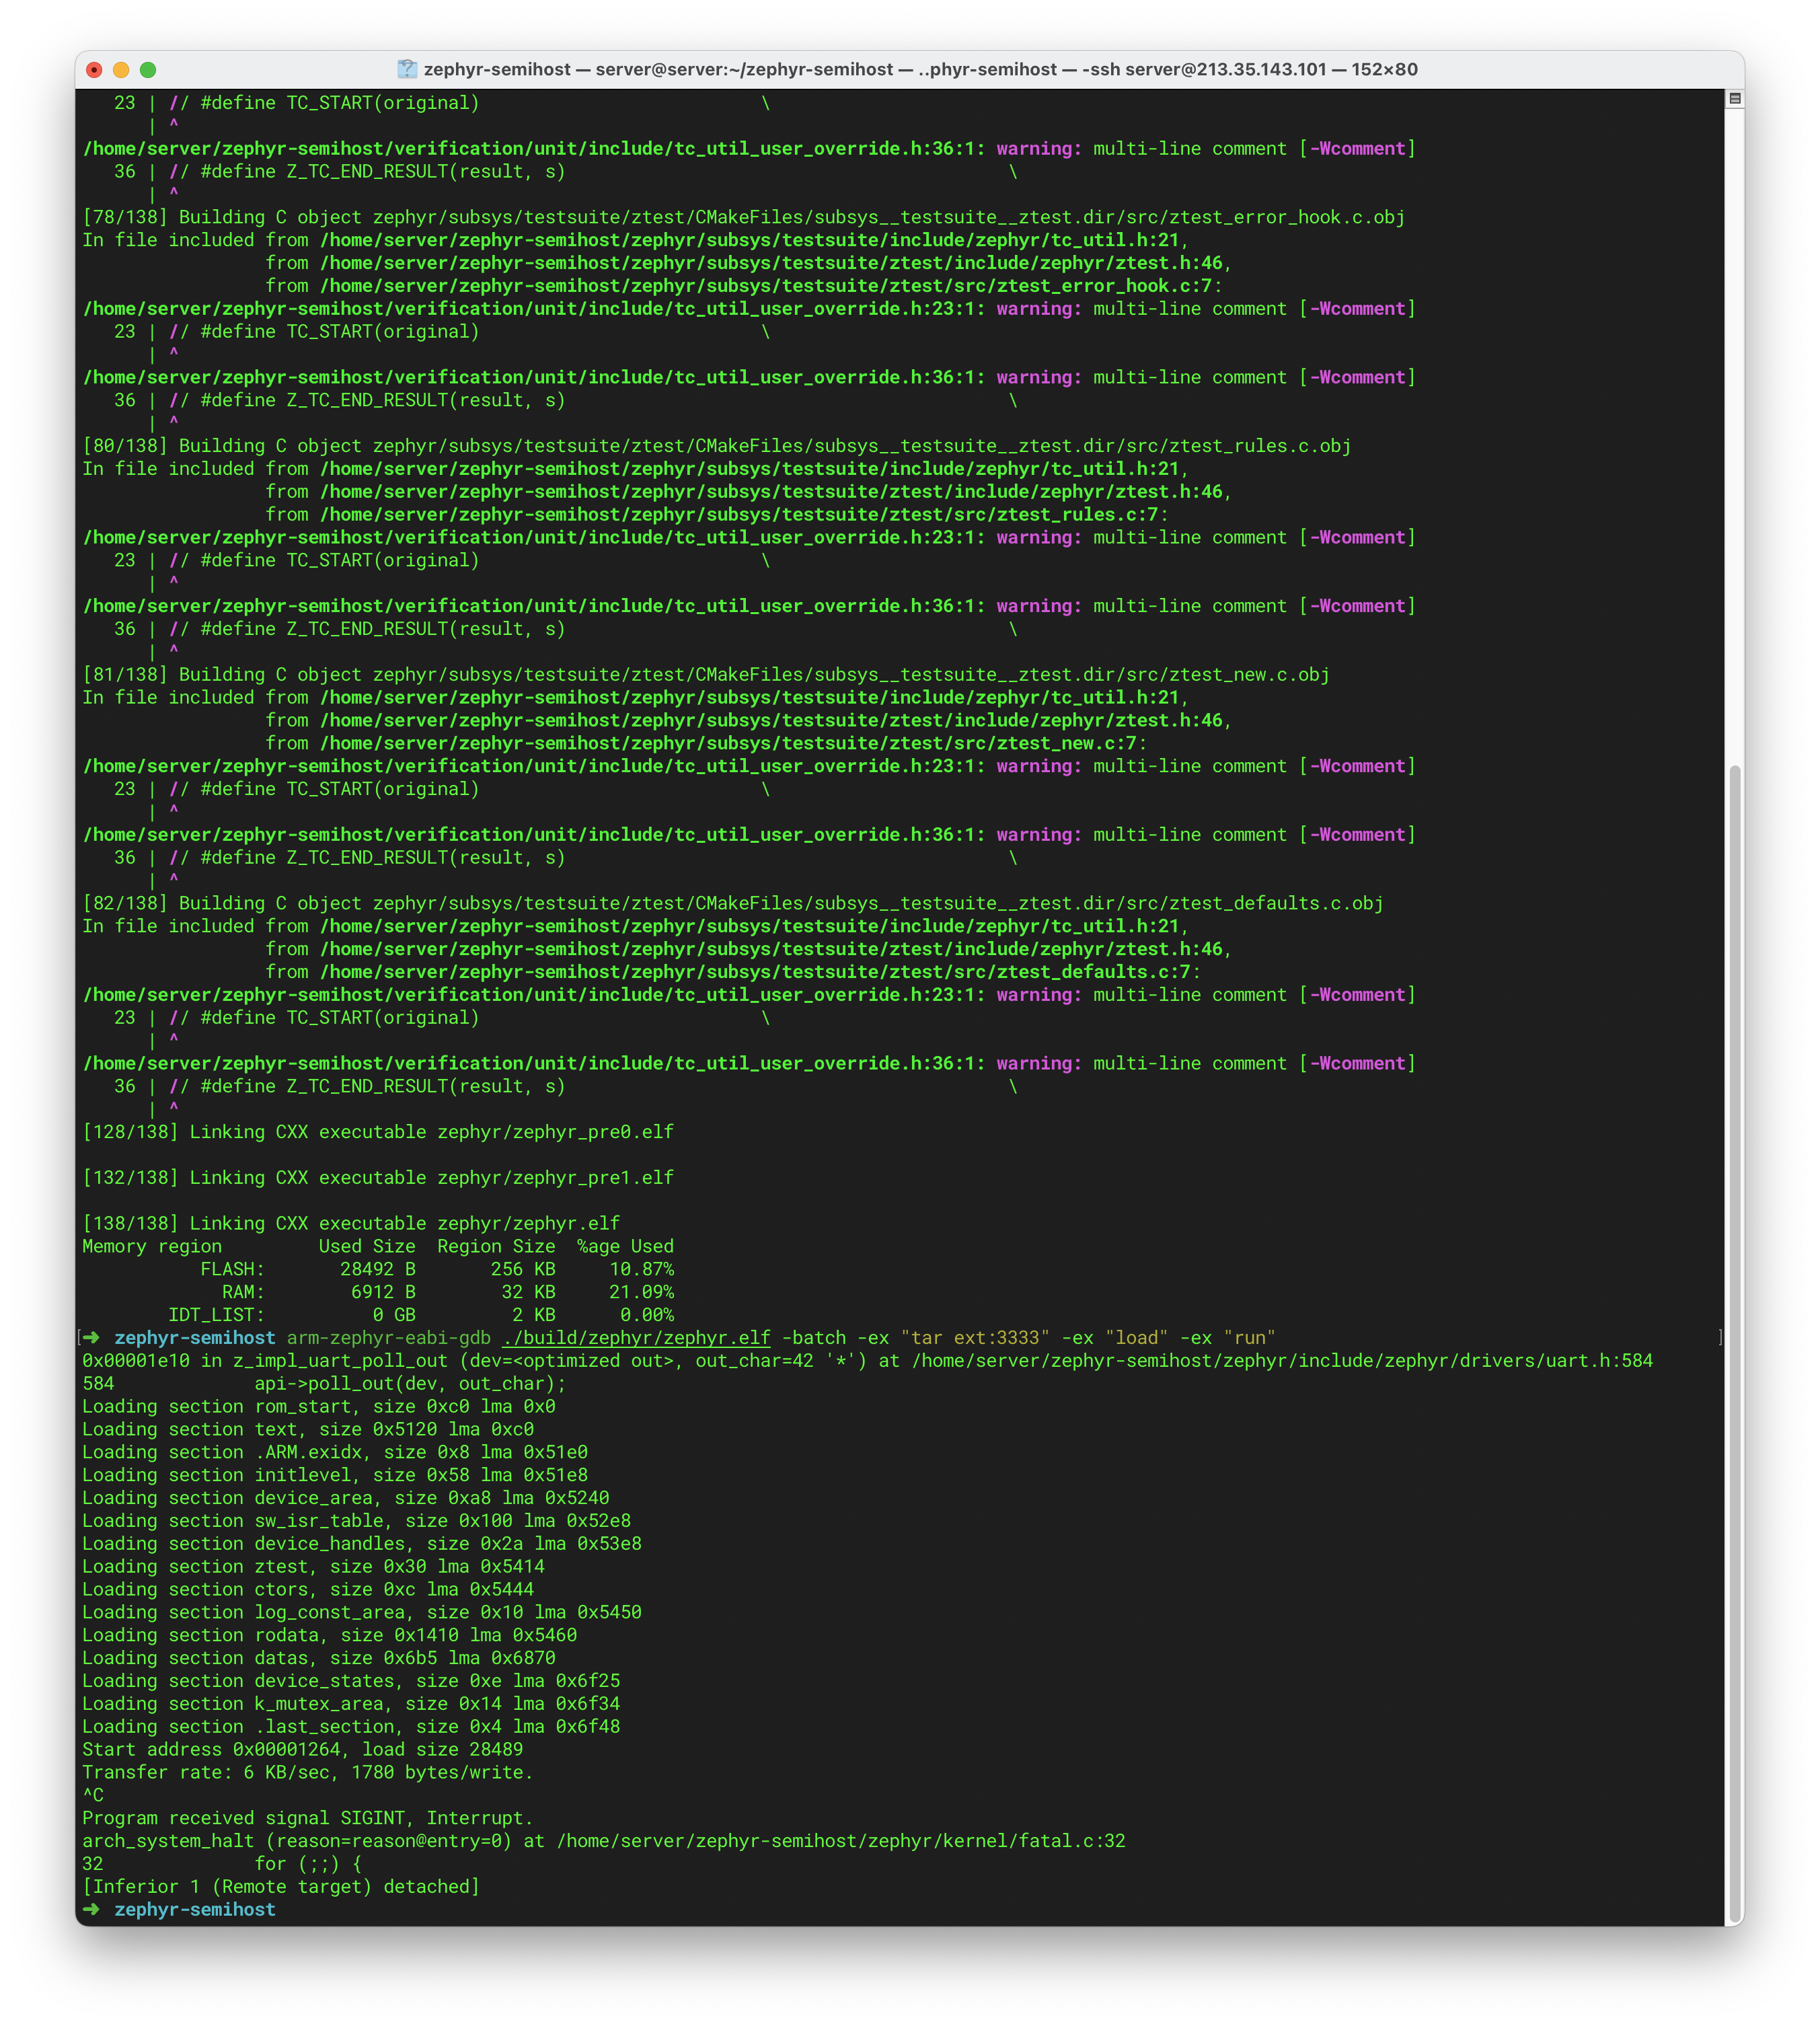 zephyr-semihost — server@server:~/zephyr-semihost — ..phyr-semihost — -ssh server@213.35.143.101 — 152×80
   23 | // #define TC_START(original)                          \
      | ^
/home/server/zephyr-semihost/verification/unit/include/tc_util_user_override.h:36:1: warning: multi-line comment [-Wcomment]
   36 | // #define Z_TC_END_RESULT(result, s)                                         \
      | ^
[78/138] Building C object zephyr/subsys/testsuite/ztest/CMakeFiles/subsys__testsuite__ztest.dir/src/ztest_error_hook.c.obj
In file included from /home/server/zephyr-semihost/zephyr/subsys/testsuite/include/zephyr/tc_util.h:21,
                 from /home/server/zephyr-semihost/zephyr/subsys/testsuite/ztest/include/zephyr/ztest.h:46,
                 from /home/server/zephyr-semihost/zephyr/subsys/testsuite/ztest/src/ztest_error_hook.c:7:
/home/server/zephyr-semihost/verification/unit/include/tc_util_user_override.h:23:1: warning: multi-line comment [-Wcomment]
   23 | // #define TC_START(original)                          \
      | ^
/home/server/zephyr-semihost/verification/unit/include/tc_util_user_override.h:36:1: warning: multi-line comment [-Wcomment]
   36 | // #define Z_TC_END_RESULT(result, s)                                         \
      | ^
[80/138] Building C object zephyr/subsys/testsuite/ztest/CMakeFiles/subsys__testsuite__ztest.dir/src/ztest_rules.c.obj
In file included from /home/server/zephyr-semihost/zephyr/subsys/testsuite/include/zephyr/tc_util.h:21,
                 from /home/server/zephyr-semihost/zephyr/subsys/testsuite/ztest/include/zephyr/ztest.h:46,
                 from /home/server/zephyr-semihost/zephyr/subsys/testsuite/ztest/src/ztest_rules.c:7:
/home/server/zephyr-semihost/verification/unit/include/tc_util_user_override.h:23:1: warning: multi-line comment [-Wcomment]
   23 | // #define TC_START(original)                          \
      | ^
/home/server/zephyr-semihost/verification/unit/include/tc_util_user_override.h:36:1: warning: multi-line comment [-Wcomment]
   36 | // #define Z_TC_END_RESULT(result, s)                                         \
      | ^
[81/138] Building C object zephyr/subsys/testsuite/ztest/CMakeFiles/subsys__testsuite__ztest.dir/src/ztest_new.c.obj
In file included from /home/server/zephyr-semihost/zephyr/subsys/testsuite/include/zephyr/tc_util.h:21,
                 from /home/server/zephyr-semihost/zephyr/subsys/testsuite/ztest/include/zephyr/ztest.h:46,
                 from /home/server/zephyr-semihost/zephyr/subsys/testsuite/ztest/src/ztest_new.c:7:
/home/server/zephyr-semihost/verification/unit/include/tc_util_user_override.h:23:1: warning: multi-line comment [-Wcomment]
   23 | // #define TC_START(original)                          \
      | ^
/home/server/zephyr-semihost/verification/unit/include/tc_util_user_override.h:36:1: warning: multi-line comment [-Wcomment]
   36 | // #define Z_TC_END_RESULT(result, s)                                         \
      | ^
[82/138] Building C object zephyr/subsys/testsuite/ztest/CMakeFiles/subsys__testsuite__ztest.dir/src/ztest_defaults.c.obj
In file included from /home/server/zephyr-semihost/zephyr/subsys/testsuite/include/zephyr/tc_util.h:21,
                 from /home/server/zephyr-semihost/zephyr/subsys/testsuite/ztest/include/zephyr/ztest.h:46,
                 from /home/server/zephyr-semihost/zephyr/subsys/testsuite/ztest/src/ztest_defaults.c:7:
/home/server/zephyr-semihost/verification/unit/include/tc_util_user_override.h:23:1: warning: multi-line comment [-Wcomment]
   23 | // #define TC_START(original)                          \
      | ^
/home/server/zephyr-semihost/verification/unit/include/tc_util_user_override.h:36:1: warning: multi-line comment [-Wcomment]
   36 | // #define Z_TC_END_RESULT(result, s)                                         \
      | ^
[128/138] Linking CXX executable zephyr/zephyr_pre0.elf
[132/138] Linking CXX executable zephyr/zephyr_pre1.elf
[138/138] Linking CXX executable zephyr/zephyr.elf
Memory region         Used Size  Region Size  %age Used
           FLASH:       28492 B       256 KB     10.87%
             RAM:        6912 B        32 KB     21.09%
        IDT_LIST:          0 GB         2 KB      0.00%
[➜  zephyr-semihost arm-zephyr-eabi-gdb ./build/zephyr/zephyr.elf -batch -ex "tar ext:3333" -ex "load" -ex "run" ]
0x00001e10 in z_impl_uart_poll_out (dev=<optimized out>, out_char=42 '*') at /home/server/zephyr-semihost/zephyr/include/zephyr/drivers/uart.h:584
584             api->poll_out(dev, out_char);
Loading section rom_start, size 0xc0 lma 0x0
Loading section text, size 0x5120 lma 0xc0
Loading section .ARM.exidx, size 0x8 lma 0x51e0
Loading section initlevel, size 0x58 lma 0x51e8
Loading section device_area, size 0xa8 lma 0x5240
Loading section sw_isr_table, size 0x100 lma 0x52e8
Loading section device_handles, size 0x2a lma 0x53e8
Loading section ztest, size 0x30 lma 0x5414
Loading section ctors, size 0xc lma 0x5444
Loading section log_const_area, size 0x10 lma 0x5450
Loading section rodata, size 0x1410 lma 0x5460
Loading section datas, size 0x6b5 lma 0x6870
Loading section device_states, size 0xe lma 0x6f25
Loading section k_mutex_area, size 0x14 lma 0x6f34
Loading section .last_section, size 0x4 lma 0x6f48
Start address 0x00001264, load size 28489
Transfer rate: 6 KB/sec, 1780 bytes/write.
^C
Program received signal SIGINT, Interrupt.
arch_system_halt (reason=reason@entry=0) at /home/server/zephyr-semihost/zephyr/kernel/fatal.c:32
32              for (;;) {
[Inferior 1 (Remote target) detached]
➜  zephyr-semihost